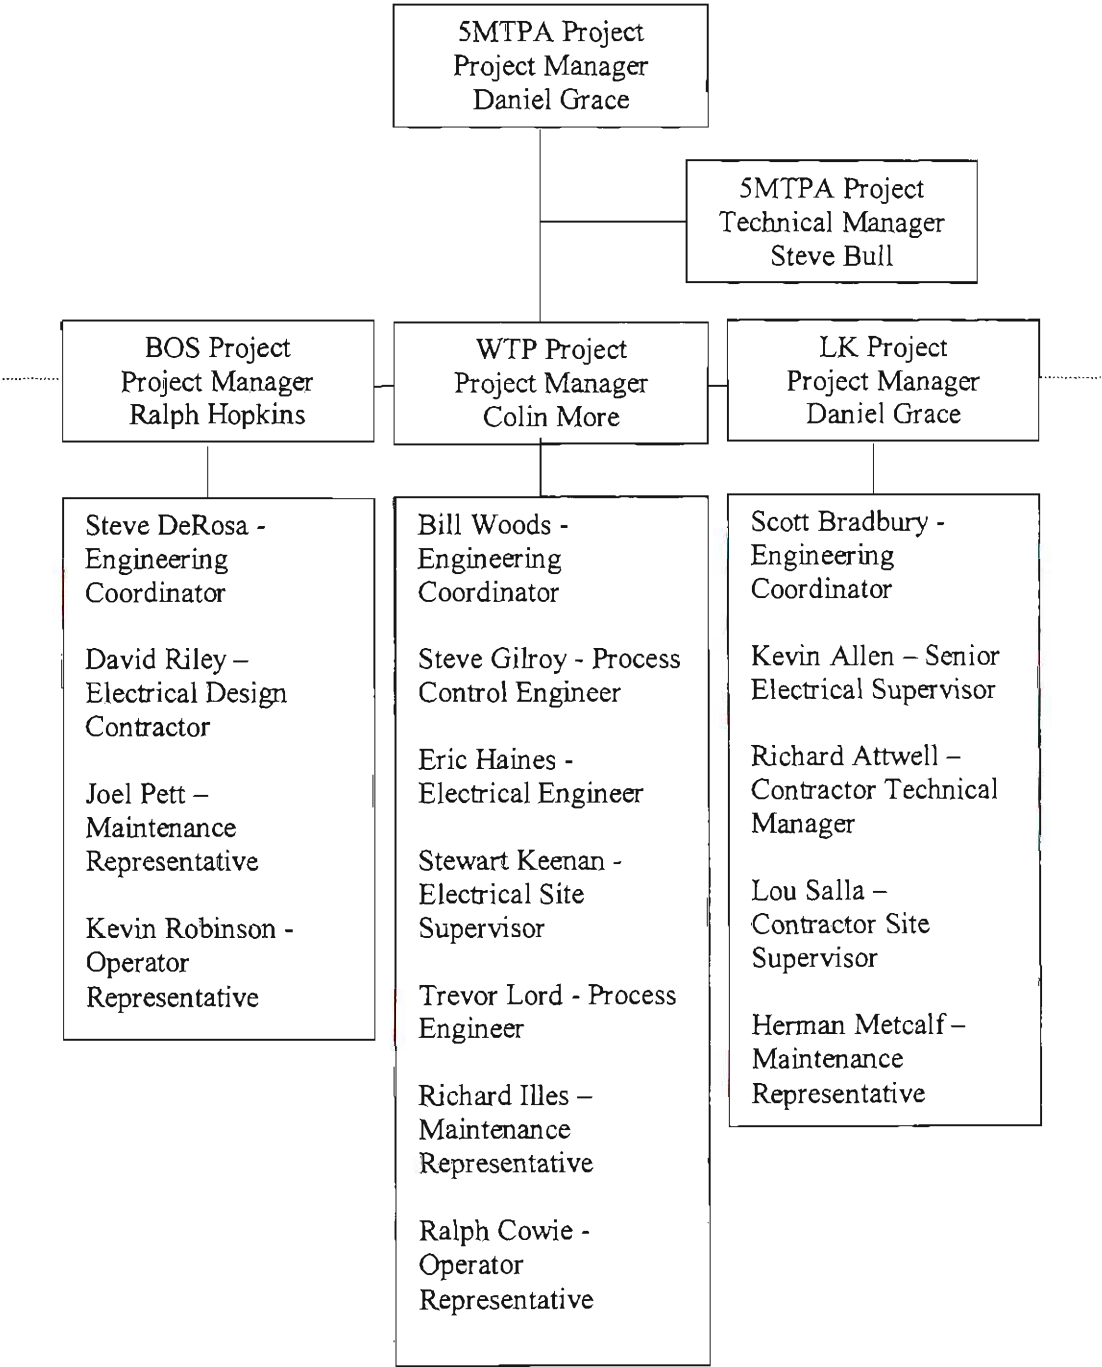 5MTPA Project
Project Manager
Daniel Grace
5MTPA Project
Technical Manager
Steve Bull
BOS Project
Project Manager
Ralph Hopkins
WTP Project
Project Manager
Colin More
LK Project
Project Manager
Daniel Grace
Steve DeRosa -
Engineering
Coordinator
David Riley –
Electrical Design
Contractor
Joel Pett –
Maintenance
Representative
Kevin Robinson -
Operator
Representative
Bill Woods -
Engineering
Coordinator
Steve Gilroy - Process
Control Engineer
Eric Haines -
Electrical Engineer
Stewart Keenan -
Electrical Site
Supervisor
Trevor Lord - Process
Engineer
Richard Illes –
Maintenance
Representative
Ralph Cowie -
Operator
Representative
Scott Bradbury -
Engineering
Coordinator
Kevin Allen – Senior
Electrical Supervisor
Richard Attwell –
Contractor Technical
Manager
Lou Salla –
Contractor Site
Supervisor
Herman Metcalf –
Maintenance
Representative